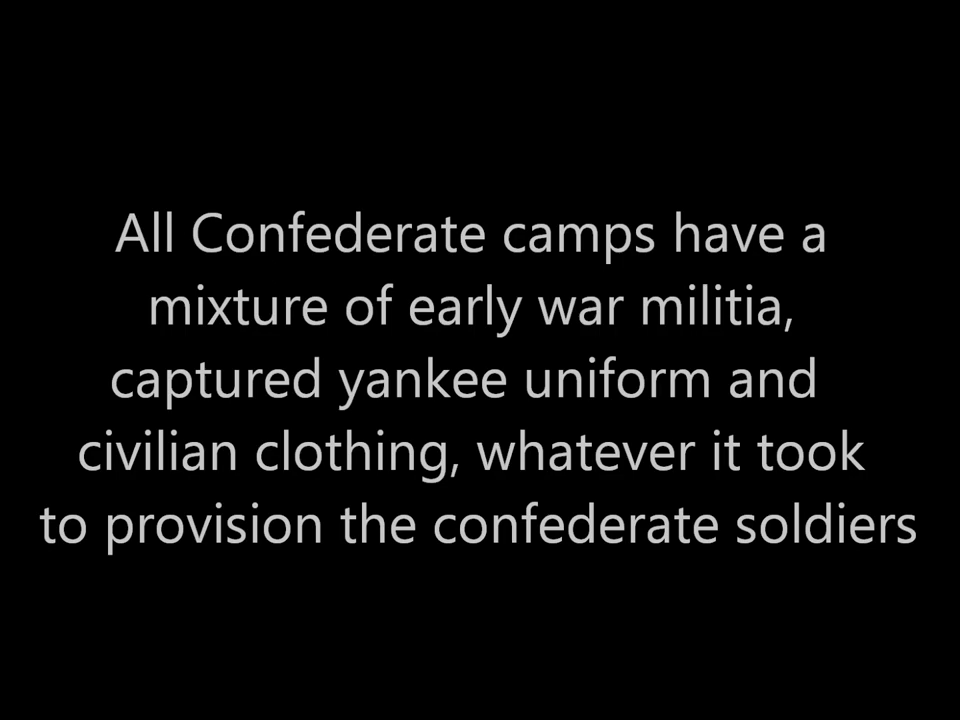 All Confederate camps have a
mixture of early war militia,
captured yankee uniform and
civilian clothing, whatever it took
to provision the confederate soldiers